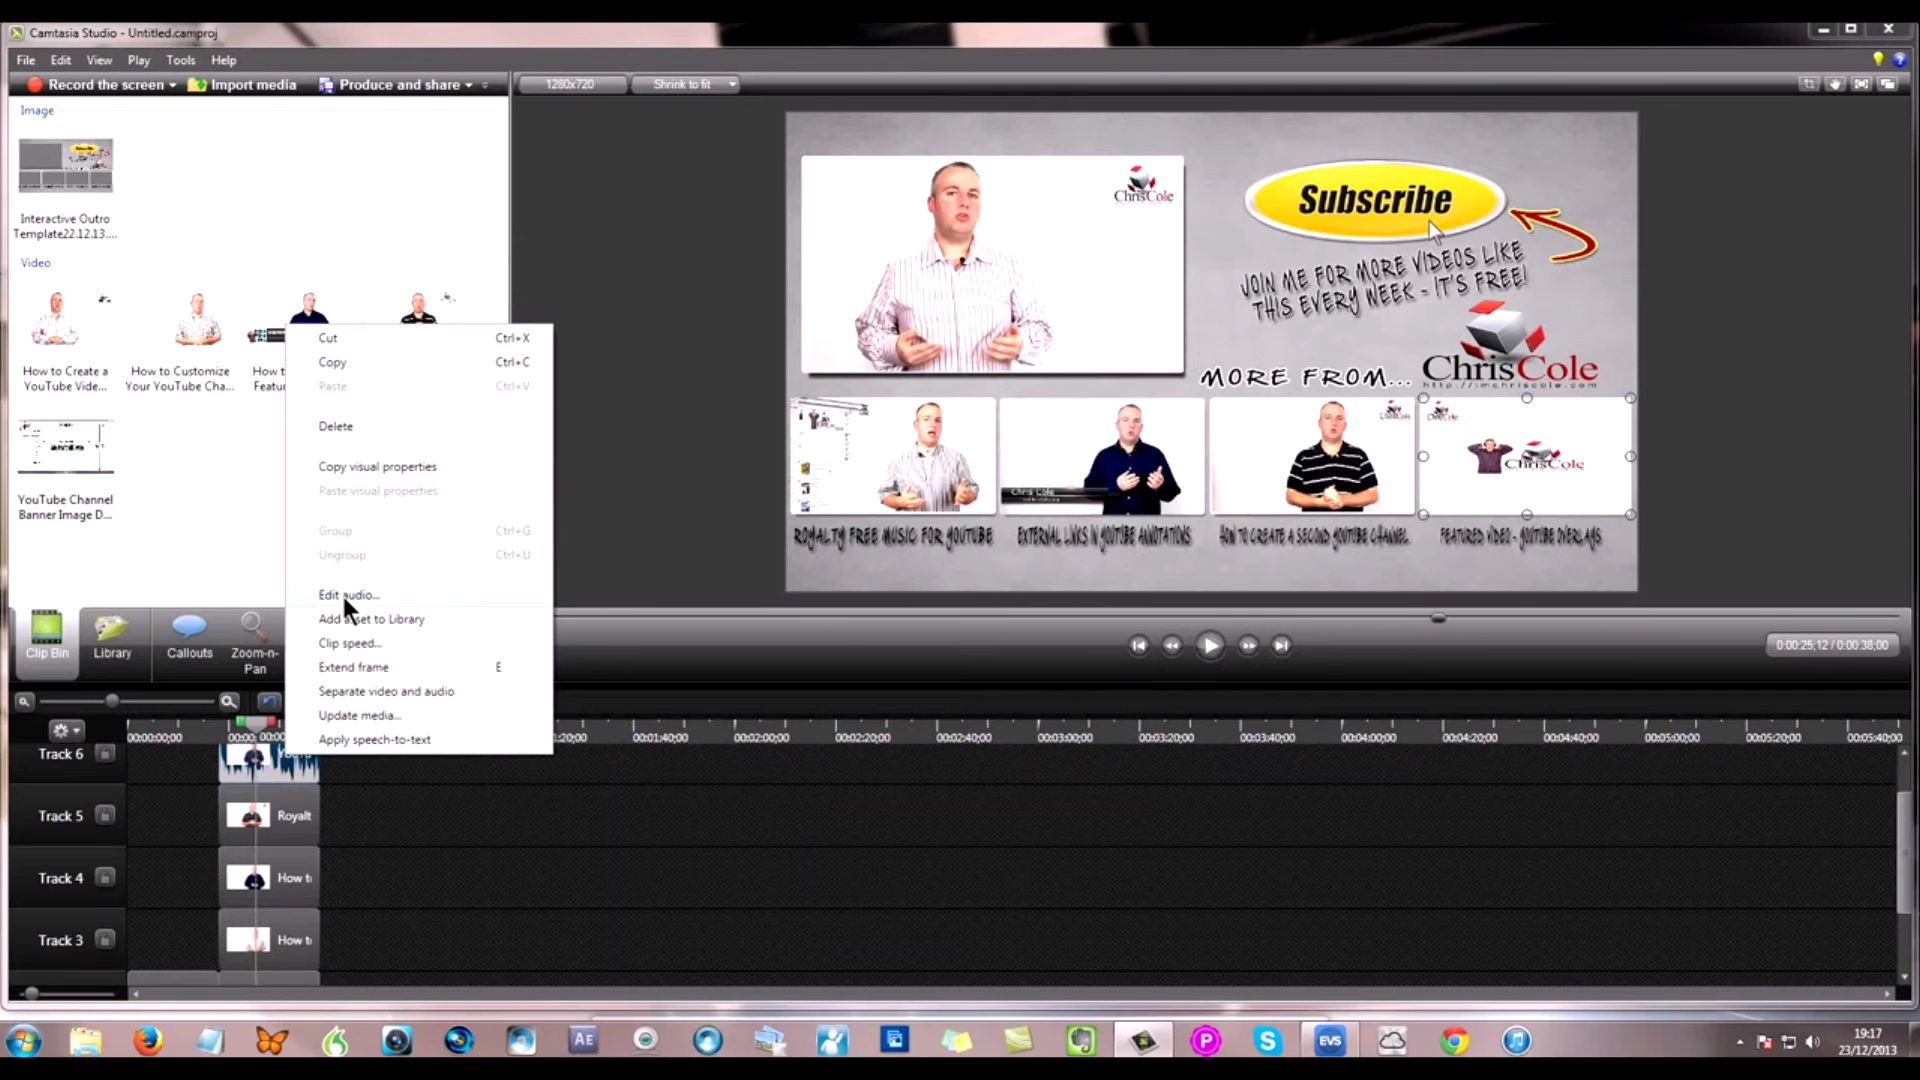 Camtasia Studio - Untitled.camproj
File Edit View Play Tools Help
Record the screen Import media Produce and share
1280x720 Shrink to fit
Image
Interactive Outro
Template22.12.13....
Video
How to Create a
YouTube Vide...
How to Customize
Your YouTube Cha...
How t
Featur
YouTube Channel
Banner Image D...
Cut Ctrl+X
Copy Ctrl+C
Paste Ctrl+V
Delete
Copy visual properties
Paste visual properties
Group Ctrl+G
Ungroup Ctrl+U
Edit audio...
Add asset to Library
Clip speed...
Extend frame E
Separate video and audio
Update media...
Apply speech-to-text
ChrisCole
Subscribe
JOIN ME FOR MORE VIDEOS LIKE
THIS EVERY WEEK - IT'S FREE!
MORE FROM...
ChrisCole
http://imchriscole.com
Chris Cole
ChrisCole
ChrisCole
ROYALTY FREE MUSIC FOR YOUTUBE
EXTERNAL LINKS IN YOUTUBE ANNOTATIONS
HOW TO CREATE A SECOND YOUTUBE CHANNEL
FEATURED VIDEO - YOUTUBE OVERLAYS
Clip Bin
Library
Callouts
Zoom-n-
Pan
0:00:25;12 / 0:00:38;00
00:00:00;00 00:01:40;00 00:02:00;00 00:02:20;00 00:02:40;00 00:03:00;00 00:03:20;00 00:03:40;00 00:04:00;00 00:04:20;00 00:04:40;00 00:05:00;00 00:05:20;00 00:05:40;00
Track 6
Track 5 Royalt
Track 4 How to
Track 3 How to
AE
EVS
19:17
23/12/2013